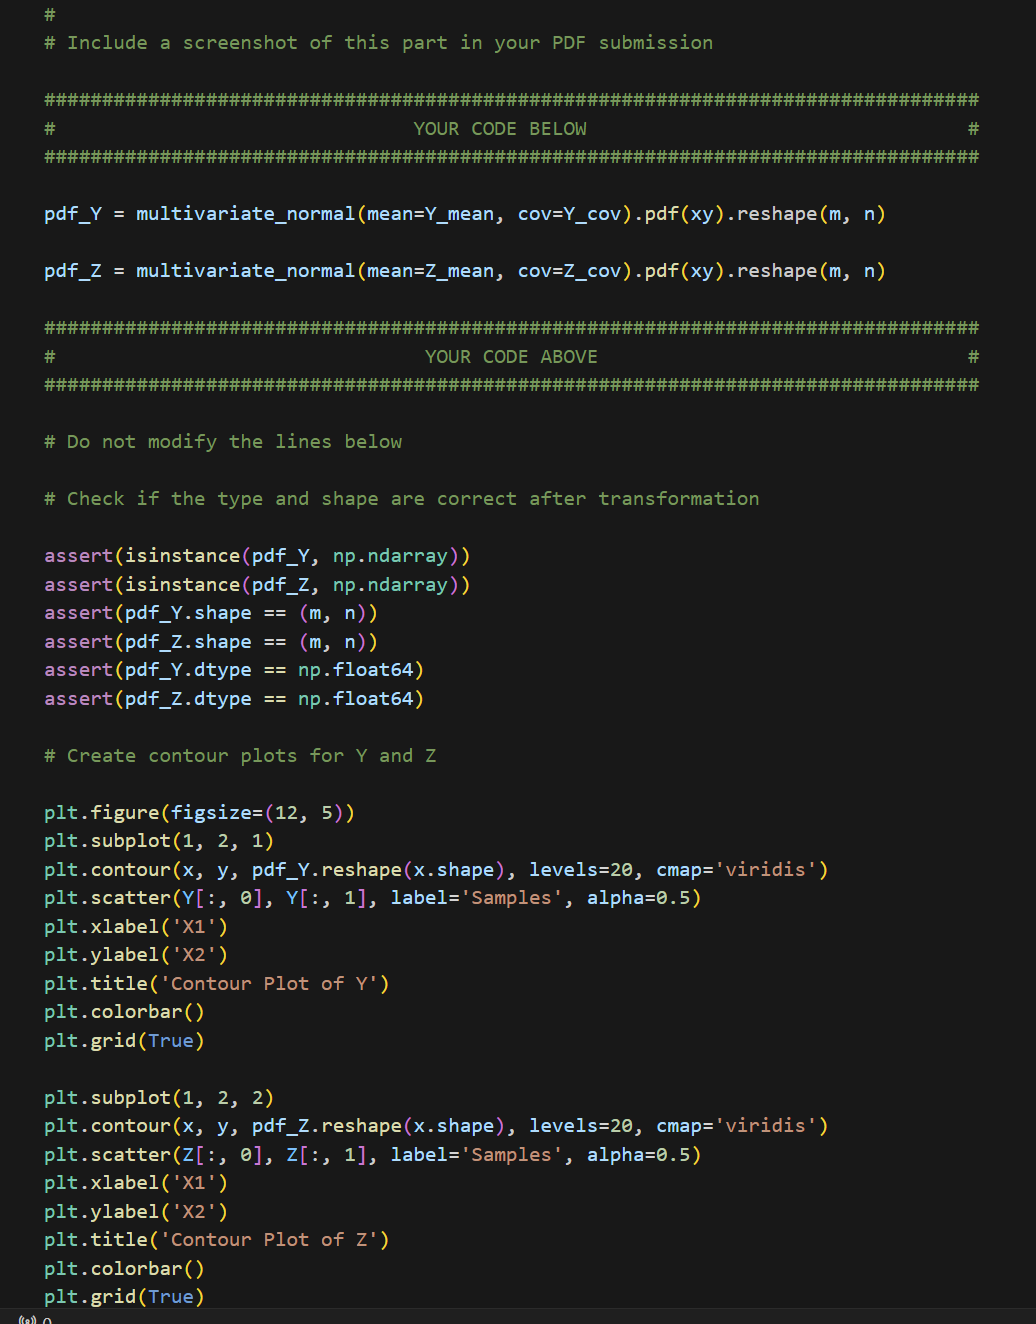 #
# Include a screenshot of this part in your PDF submission
#################################################################################
# YOUR CODE BELOW #
#################################################################################
pdf_Y = multivariate_normal(mean=Y_mean, cov=Y_cov).pdf(xy).reshape(m, n)
pdf_Z = multivariate_normal(mean=Z_mean, cov=Z_cov).pdf(xy).reshape(m, n)
#################################################################################
# YOUR CODE ABOVE #
#################################################################################
# Do not modify the lines below
# Check if the type and shape are correct after transformation
assert(isinstance(pdf_Y, np.ndarray))
assert(isinstance(pdf_Z, np.ndarray))
assert(pdf_Y.shape == (m, n))
assert(pdf_Z.shape == (m, n))
assert(pdf_Y.dtype == np.float64)
assert(pdf_Z.dtype == np.float64)
# Create contour plots for Y and Z
plt.figure(figsize=(12, 5))
plt.subplot(1, 2, 1)
plt.contour(x, y, pdf_Y.reshape(x.shape), levels=20, cmap='viridis')
plt.scatter(Y[:, 0], Y[:, 1], label='Samples', alpha=0.5)
plt.xlabel('X1')
plt.ylabel('X2')
plt.title('Contour Plot of Y')
plt.colorbar()
plt.grid(True)
plt.subplot(1, 2, 2)
plt.contour(x, y, pdf_Z.reshape(x.shape), levels=20, cmap='viridis')
plt.scatter(Z[:, 0], Z[:, 1], label='Samples', alpha=0.5)
plt.xlabel('X1')
plt.ylabel('X2')
plt.title('Contour Plot of Z')
plt.colorbar()
plt.grid(True)
0